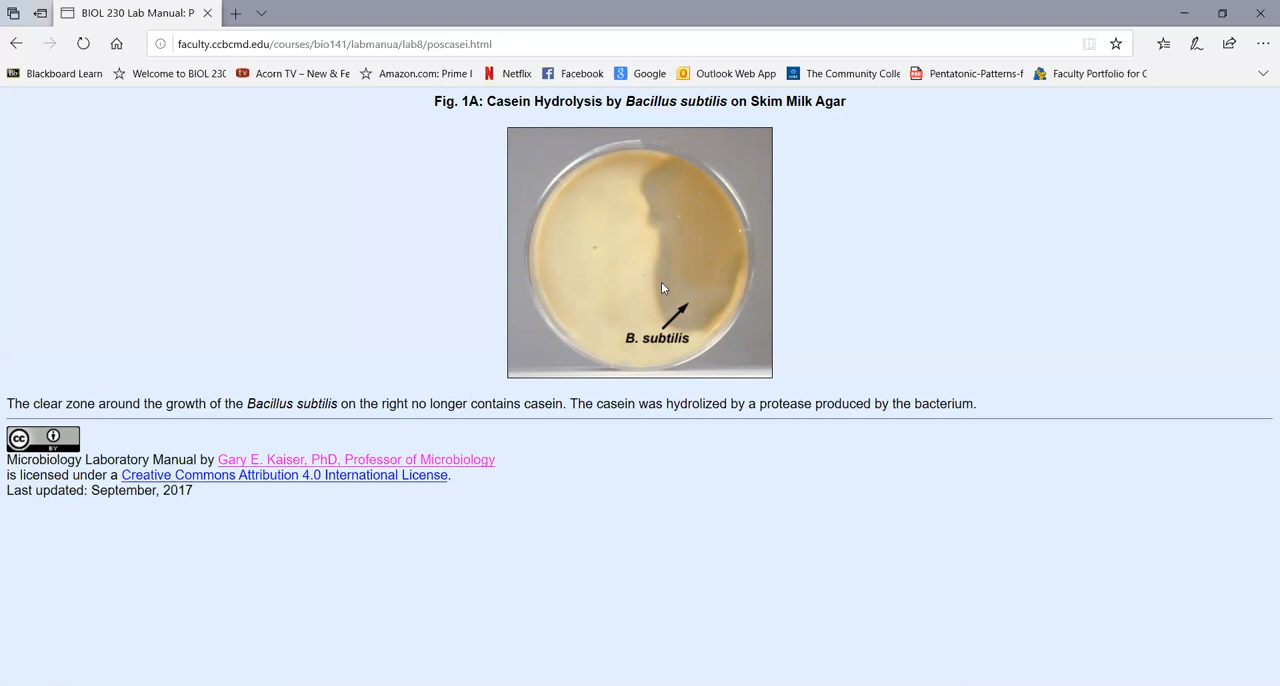 BIOL 230 Lab Manual: P
faculty.ccbcmd.edu/courses/bio141/labmanua/lab8/poscasei.html
Bb Blackboard Learn Welcome to BIOL 230 Acorn TV – New & Fe Amazon.com: Prime I Netflix Facebook Google Outlook Web App The Community Colle Pentatonic-Patterns-f Faculty Portfolio for C
Fig. 1A: Casein Hydrolysis by Bacillus subtilis on Skim Milk Agar
B. subtilis
The clear zone around the growth of the Bacillus subtilis on the right no longer contains casein. The casein was hydrolized by a protease produced by the bacterium.
cc BY
Microbiology Laboratory Manual by Gary E. Kaiser, PhD, Professor of Microbiology
is licensed under a Creative Commons Attribution 4.0 International License.
Last updated: September, 2017